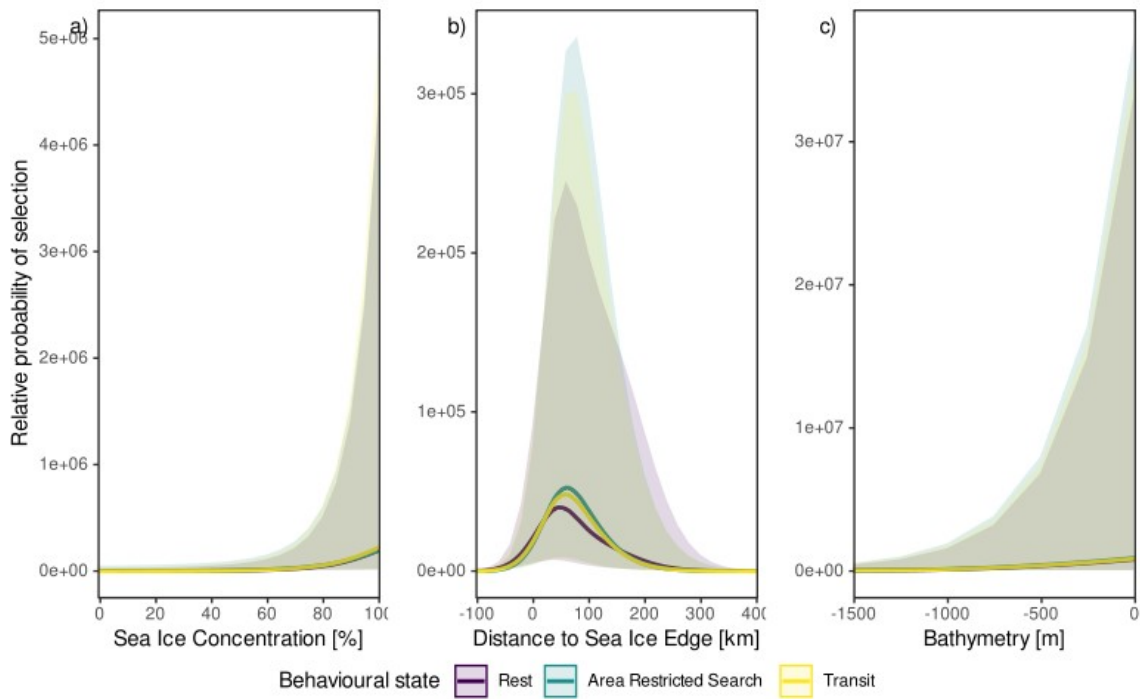 a)
b)
c)
Relative probability of selection
5e+06
4e+06
3e+06
2e+06
1e+06
0e+00
0 20 40 60 80 100
Sea Ice Concentration [%]
3e+05
2e+05
1e+05
0e+00
-100 0 100 200 300 400
Distance to Sea Ice Edge [km]
3e+07
2e+07
1e+07
0e+00
-1500 -1000 -500 0
Bathymetry [m]
Behavioural state Rest Area Restricted Search Transit